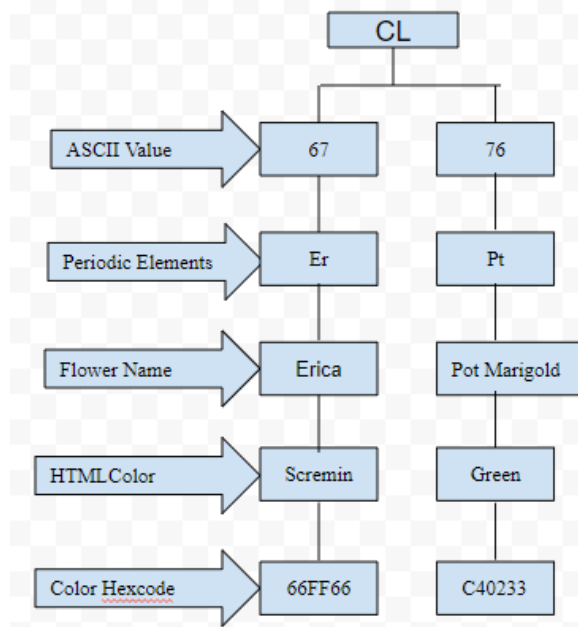 CL
ASCII Value 67 76
Periodic Elements Er Pt
Flower Name Erica Pot Marigold
HTMLColor Scremin Green
Color Hexcode 66FF66 C40233